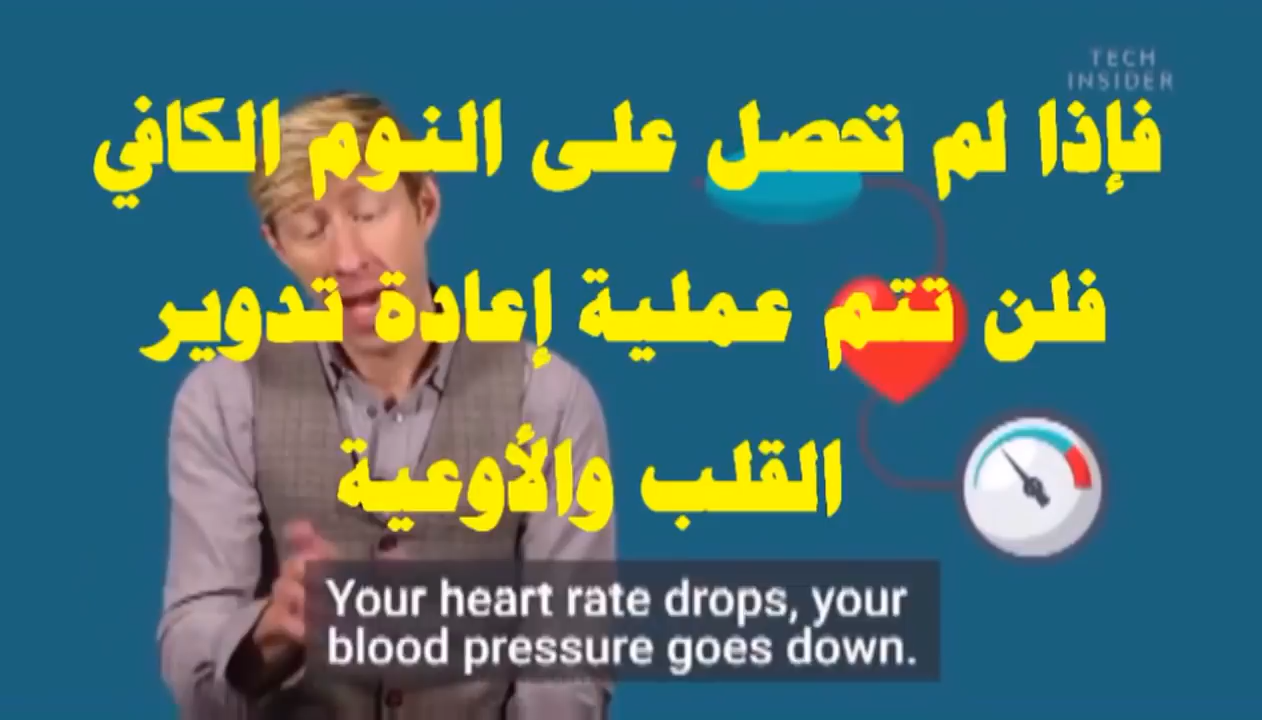 TECH
INSIDER
فإذا لم تحصل على النوم الكافي
فلن تتم عملية إعادة تدوير
القلب والأوعية
Your heart rate drops, your
blood pressure goes down.